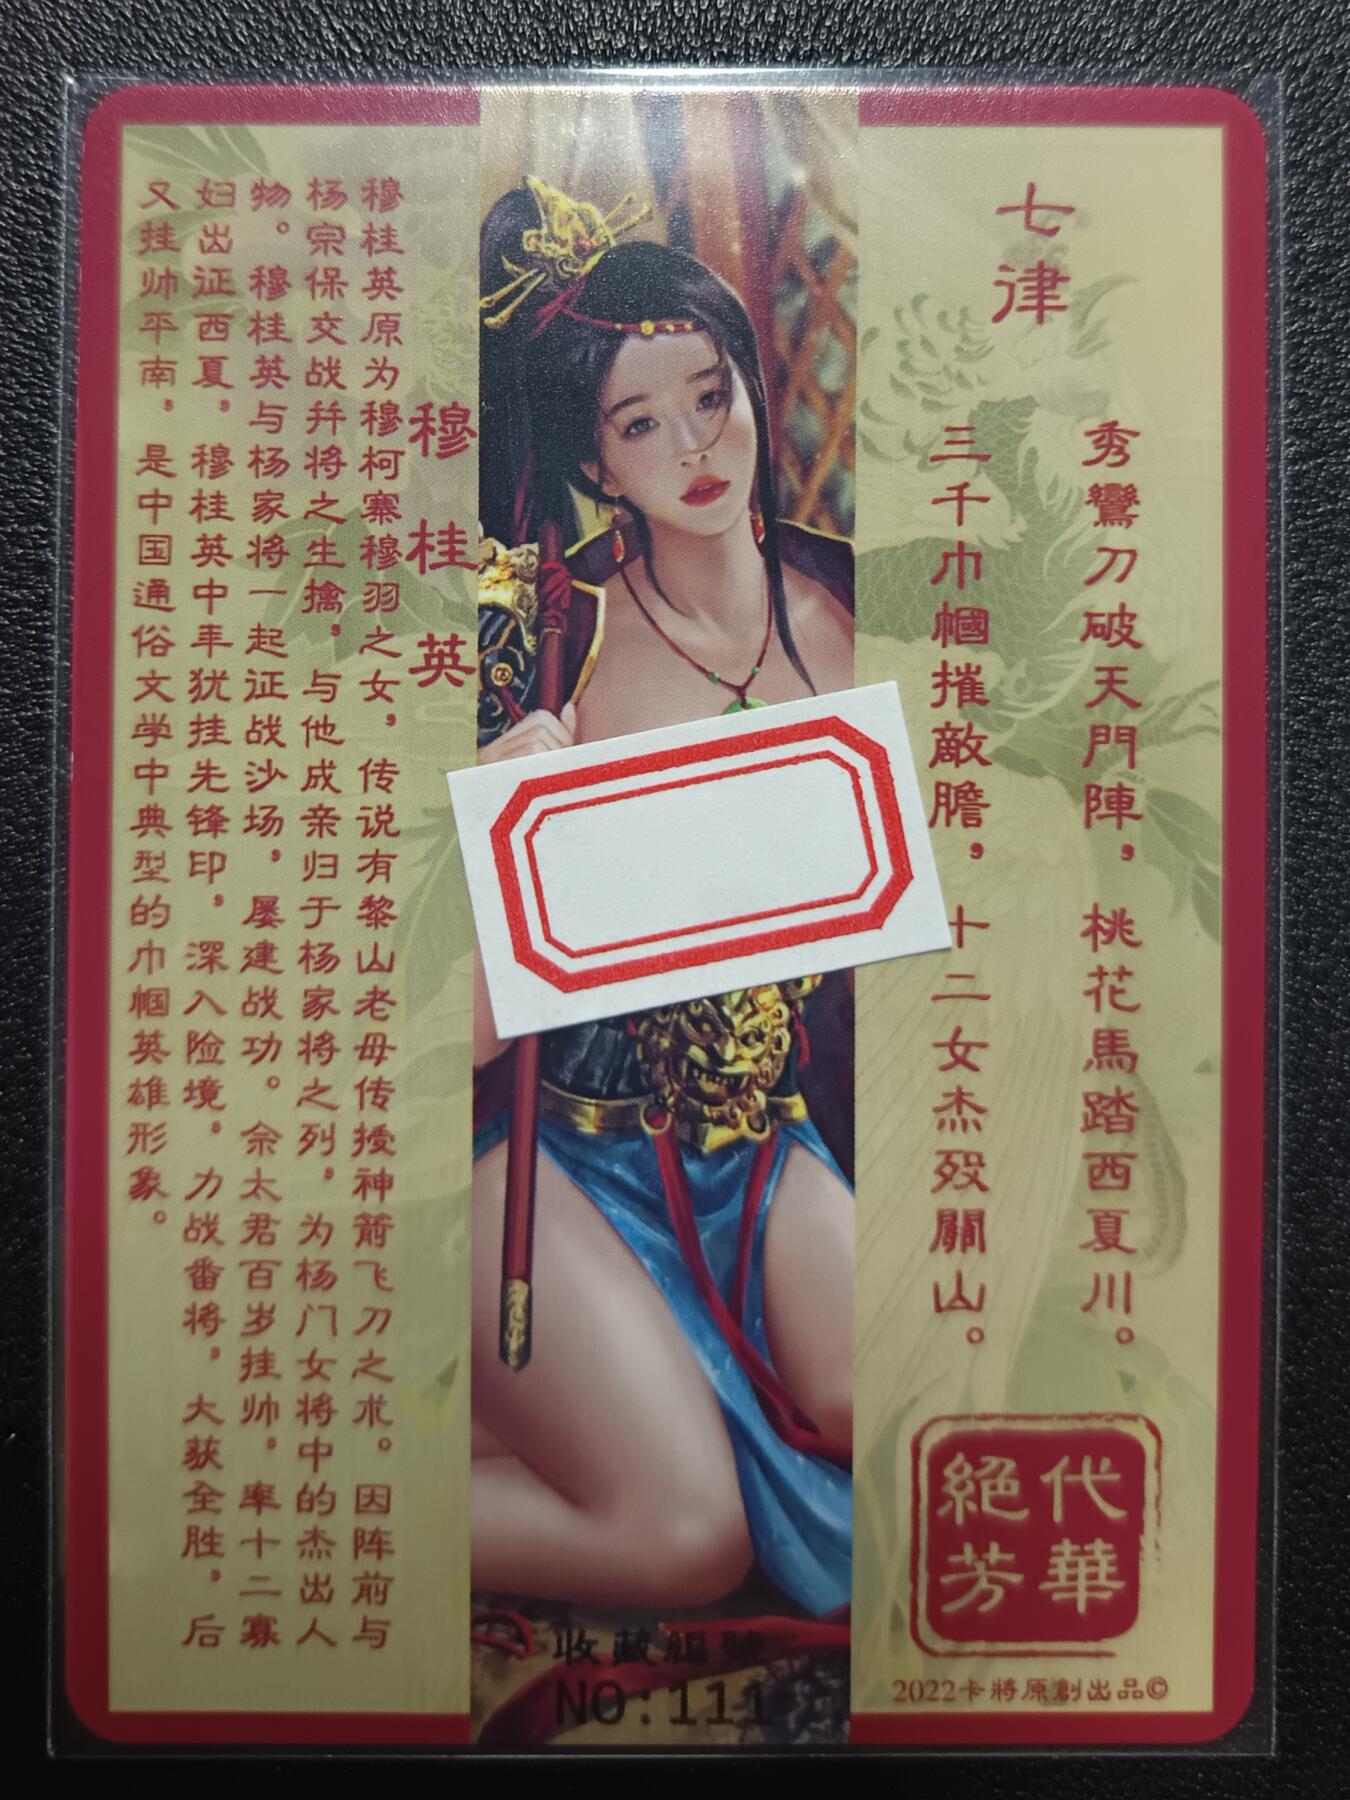 七律
秀鸞刀破天門陣，桃花馬踏西夏川。
三千巾幗摧敵膽，十二女杰歿關山。
代華
絕芳
2022卡將原創出品©
穆桂英
穆桂英原为穆柯寨穆羽之女，传说有黎山老母传授神箭飞刀之术。因阵前与
杨宗保交战并将之生擒，与他成亲归于杨家将之列，为杨门女将中的杰出人
物。穆桂英与杨家将一起证战沙场，屡建战功。佘太君百岁挂帅，率十二寡
妇出证西夏，穆桂英中年犹挂先锋印，深入险境，力战番将，大获全胜，后
又挂帅平南，是中国通俗文学中典型的巾帼英雄形象。
收藏編號
NO:111